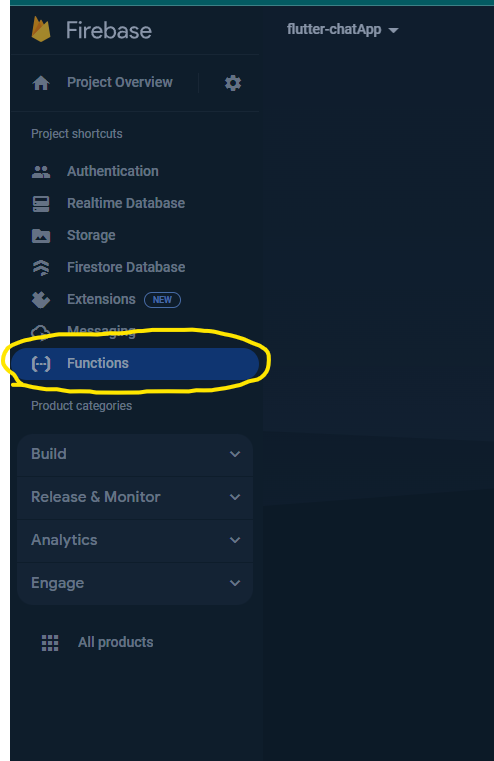 Firebase
flutter-chatApp
Project Overview
Project shortcuts
Authentication
Realtime Database
Storage
Firestore Database
Extensions NEW
Messaging
Functions
Product categories
Build
Release & Monitor
Analytics
Engage
All products